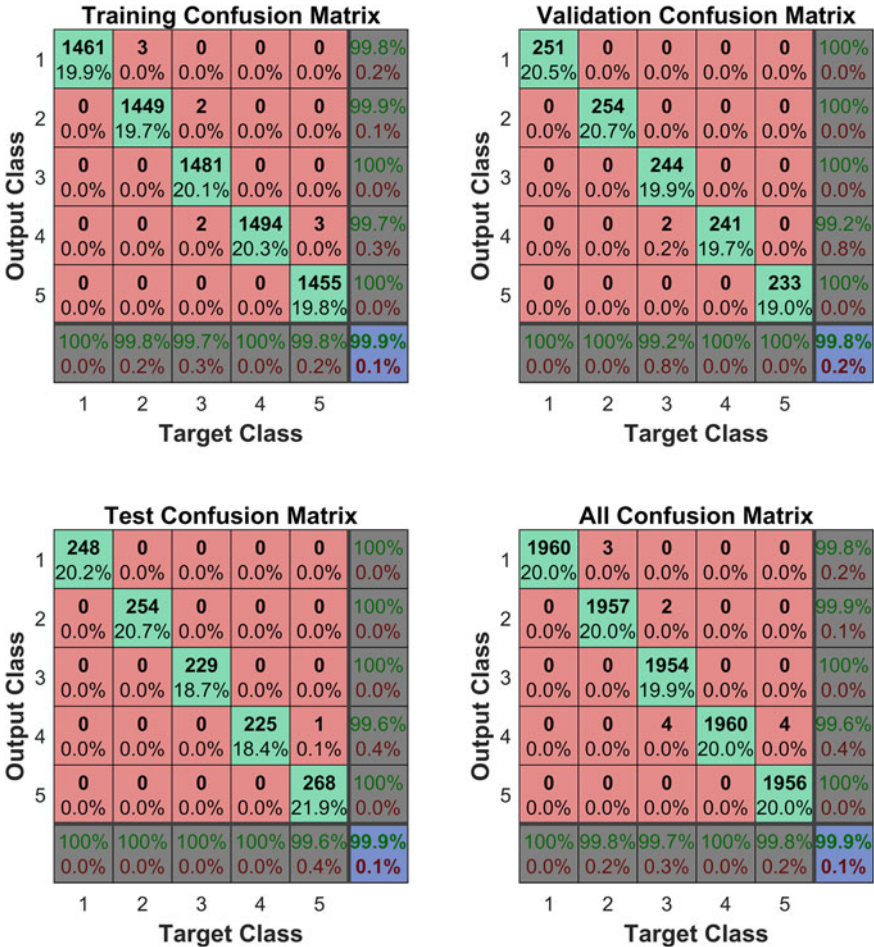 Training Confusion Matrix
Output Class
1 1461 3 0 0 0 99.8%
19.9% 0.0% 0.0% 0.0% 0.0% 0.2%
2 0 1449 2 0 0 99.9%
0.0% 19.7% 0.0% 0.0% 0.0% 0.1%
3 0 0 1481 0 0 100%
0.0% 0.0% 20.1% 0.0% 0.0% 0.0%
4 0 0 2 1494 3 99.7%
0.0% 0.0% 0.0% 20.3% 0.0% 0.3%
5 0 0 0 0 1455 100%
0.0% 0.0% 0.0% 0.0% 19.8% 0.0%
100% 99.8% 99.7% 100% 99.8% 99.9%
0.0% 0.2% 0.3% 0.0% 0.2% 0.1%
1 2 3 4 5
Target Class
Validation Confusion Matrix
Output Class
1 251 0 0 0 0 100%
20.5% 0.0% 0.0% 0.0% 0.0% 0.0%
2 0 254 0 0 0 100%
0.0% 20.7% 0.0% 0.0% 0.0% 0.0%
3 0 0 244 0 0 100%
0.0% 0.0% 19.9% 0.0% 0.0% 0.0%
4 0 0 2 241 0 99.2%
0.0% 0.0% 0.2% 19.7% 0.0% 0.8%
5 0 0 0 0 233 100%
0.0% 0.0% 0.0% 0.0% 19.0% 0.0%
100% 100% 99.2% 100% 100% 99.8%
0.0% 0.0% 0.8% 0.0% 0.0% 0.2%
1 2 3 4 5
Target Class
Test Confusion Matrix
Output Class
1 248 0 0 0 0 100%
20.2% 0.0% 0.0% 0.0% 0.0% 0.0%
2 0 254 0 0 0 100%
0.0% 20.7% 0.0% 0.0% 0.0% 0.0%
3 0 0 229 0 0 100%
0.0% 0.0% 18.7% 0.0% 0.0% 0.0%
4 0 0 0 225 1 99.6%
0.0% 0.0% 0.0% 18.4% 0.1% 0.4%
5 0 0 0 0 268 100%
0.0% 0.0% 0.0% 0.0% 21.9% 0.0%
100% 100% 100% 100% 99.6% 99.9%
0.0% 0.0% 0.0% 0.0% 0.4% 0.1%
1 2 3 4 5
Target Class
All Confusion Matrix
Output Class
1 1960 3 0 0 0 99.8%
20.0% 0.0% 0.0% 0.0% 0.0% 0.2%
2 0 1957 2 0 0 99.9%
0.0% 20.0% 0.0% 0.0% 0.0% 0.1%
3 0 0 1954 0 0 100%
0.0% 0.0% 19.9% 0.0% 0.0% 0.0%
4 0 0 4 1960 4 99.6%
0.0% 0.0% 0.0% 20.0% 0.0% 0.4%
5 0 0 0 0 1956 100%
0.0% 0.0% 0.0% 0.0% 20.0% 0.0%
100% 99.8% 99.7% 100% 99.8% 99.9%
0.0% 0.2% 0.3% 0.0% 0.2% 0.1%
1 2 3 4 5
Target Class